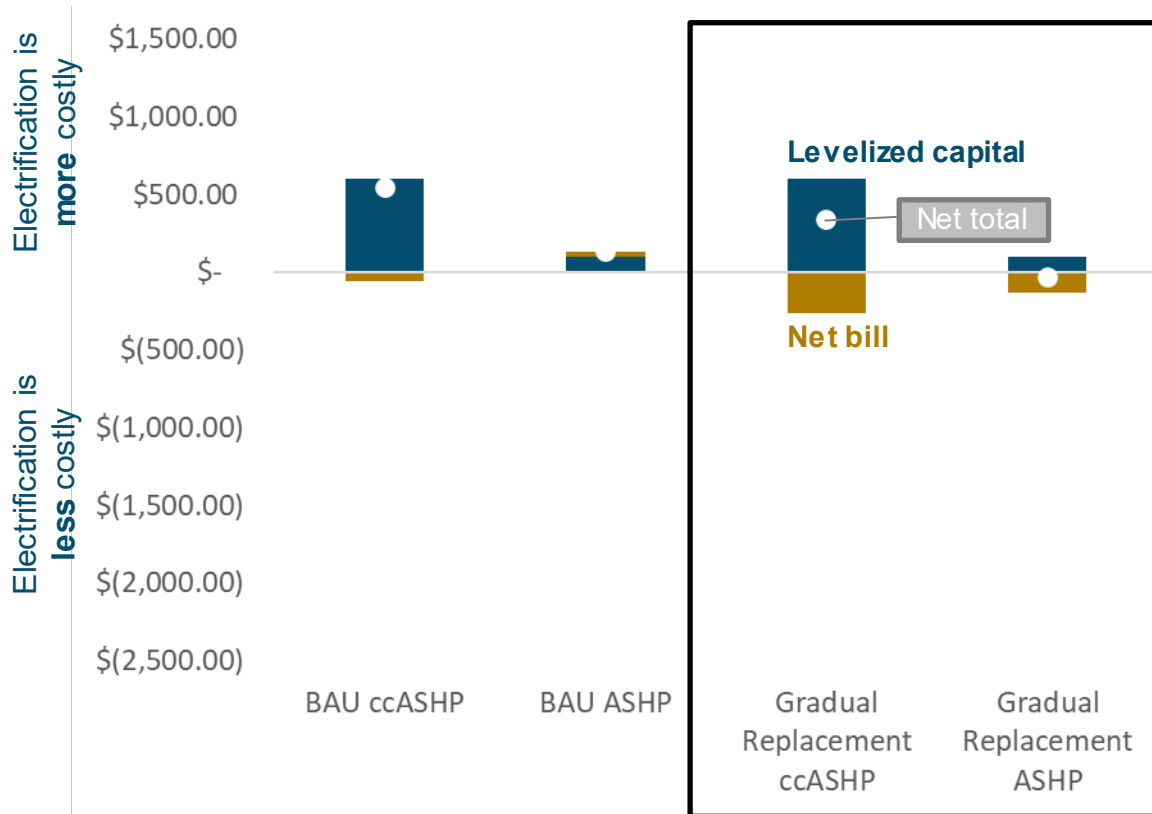 Electrification is
more costly
Electrification is
less costly
$1,500.00
$1,000.00
$500.00
$-
$(500.00)
$(1,000.00)
$(1,500.00)
$(2,000.00)
$(2,500.00)
Levelized capital
Net total
Net bill
BAU ccASHP
BAU ASHP
Gradual
Replacement
ccASHP
Gradual
Replacement
ASHP